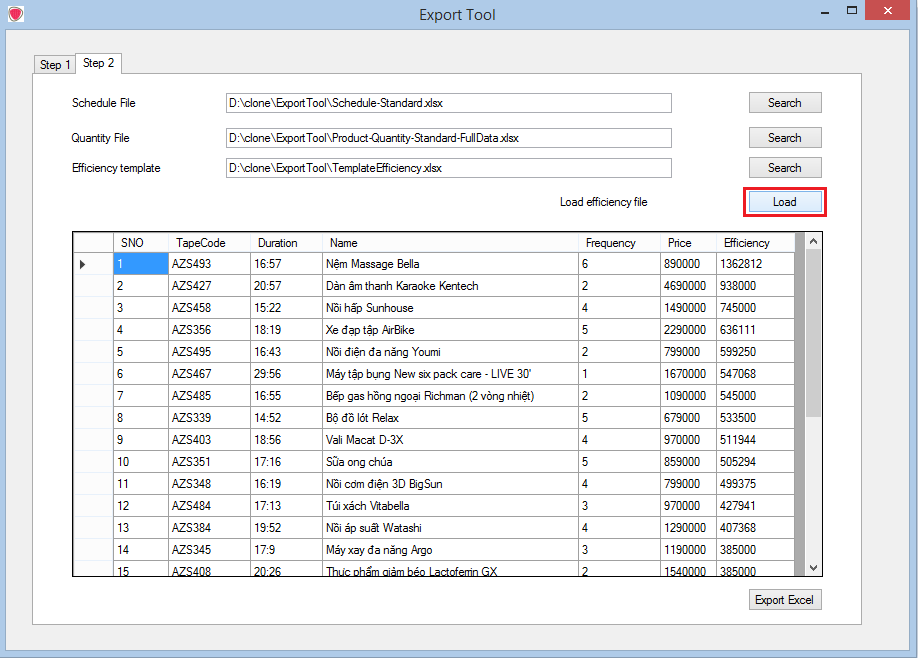 Export Tool
Step 1 Step 2
Schedule File D:\clone\ExportTool\Schedule-Standard.xlsx Search
Quantity File D:\clone\ExportTool\Product-Quantity-Standard-FullData.xlsx Search
Efficiency template D:\clone\ExportTool\TemplateEfficiency.xlsx Search
Load efficiency file Load
SNO TapeCode Duration Name Frequency Price Efficiency
1 AZS493 16:57 Nệm Massage Bella 6 890000 1362812
2 AZS427 20:57 Dàn âm thanh Karaoke Kentech 2 4690000 938000
3 AZS458 15:22 Nồi hấp Sunhouse 4 1490000 745000
4 AZS356 18:19 Xe đạp tập AirBike 5 2290000 636111
5 AZS495 16:43 Nồi điện đa năng Youmi 2 799000 599250
6 AZS467 29:56 Máy tập bụng New six pack care - LIVE 30' 1 1670000 547068
7 AZS485 16:55 Bếp gas hồng ngoại Richman (2 vòng nhiệt) 2 1090000 545000
8 AZS339 14:52 Bộ đồ lót Relax 5 679000 533500
9 AZS403 18:56 Vali Macat D-3X 4 970000 511944
10 AZS351 17:16 Sữa ong chúa 5 859000 505294
11 AZS348 16:19 Nồi cơm điện 3D BigSun 4 799000 499375
12 AZS484 17:13 Túi xách Vitabella 3 970000 427941
13 AZS384 19:52 Nồi áp suất Watashi 4 1290000 407368
14 AZS345 17:9 Máy xay đa năng Argo 3 1190000 385000
15 AZS408 20:26 Thực phẩm giảm béo Lactoferrin GX 2 1540000 385000
Export Excel